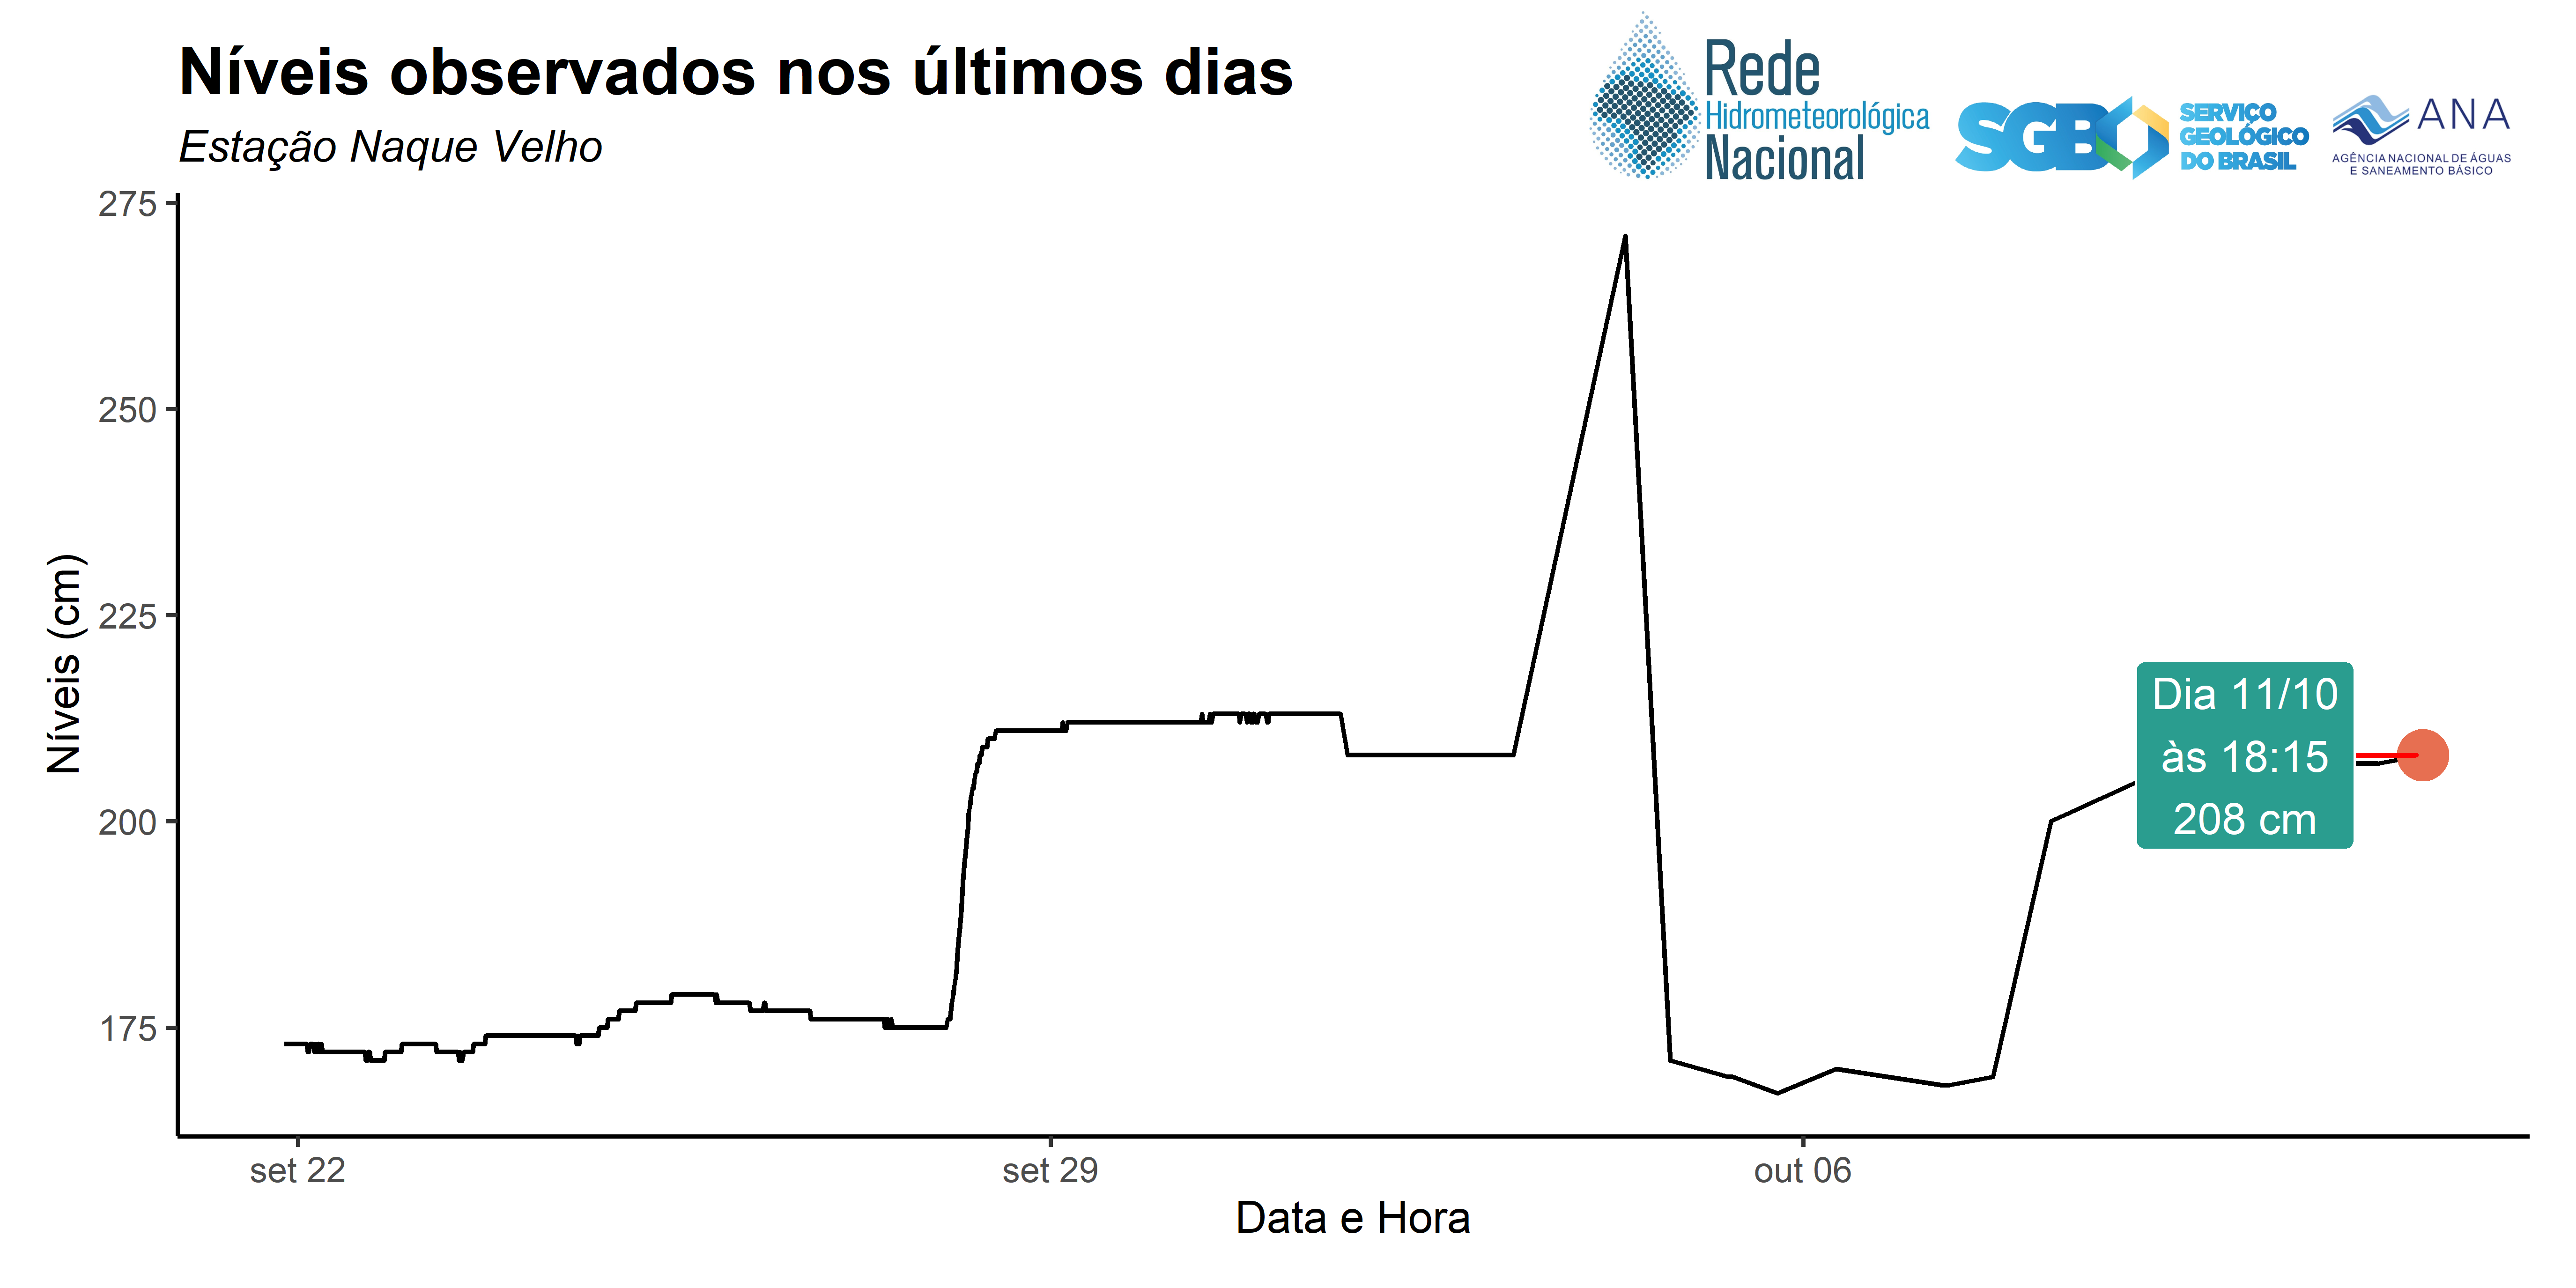 Níveis observados nos últimos dias
Estação Naque Velho
Rede
Hidrometeorológica
Nacional
SGB
SERVIÇO
GEOLÓGICO
DO BRASIL
ANA
AGÊNCIA NACIONAL DE ÁGUAS
E SANEAMENTO BÁSICO
Níveis (cm)
275
250
225
200
175
Dia 11/10
às 18:15
208 cm
set 22
set 29
out 06
Data e Hora